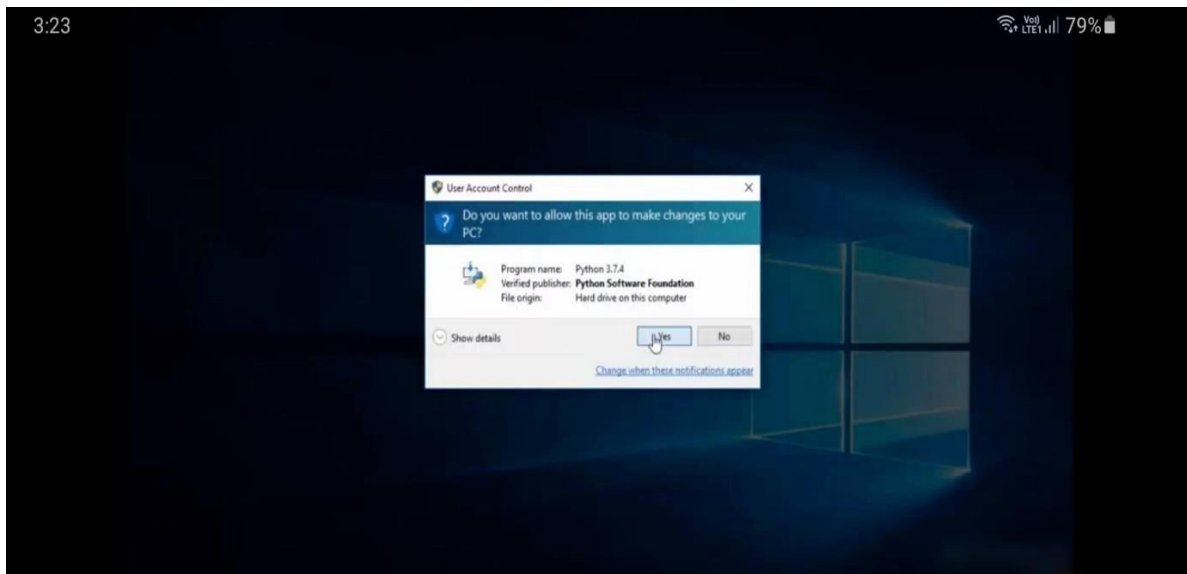 3:23
Vo)) LTE1 79%
User Account Control
Do you want to allow this app to make changes to your
PC?
Program name: Python 3.7.4
Verified publisher: Python Software Foundation
File origin: Hard drive on this computer
Show details
Yes No
Change when these notifications appear